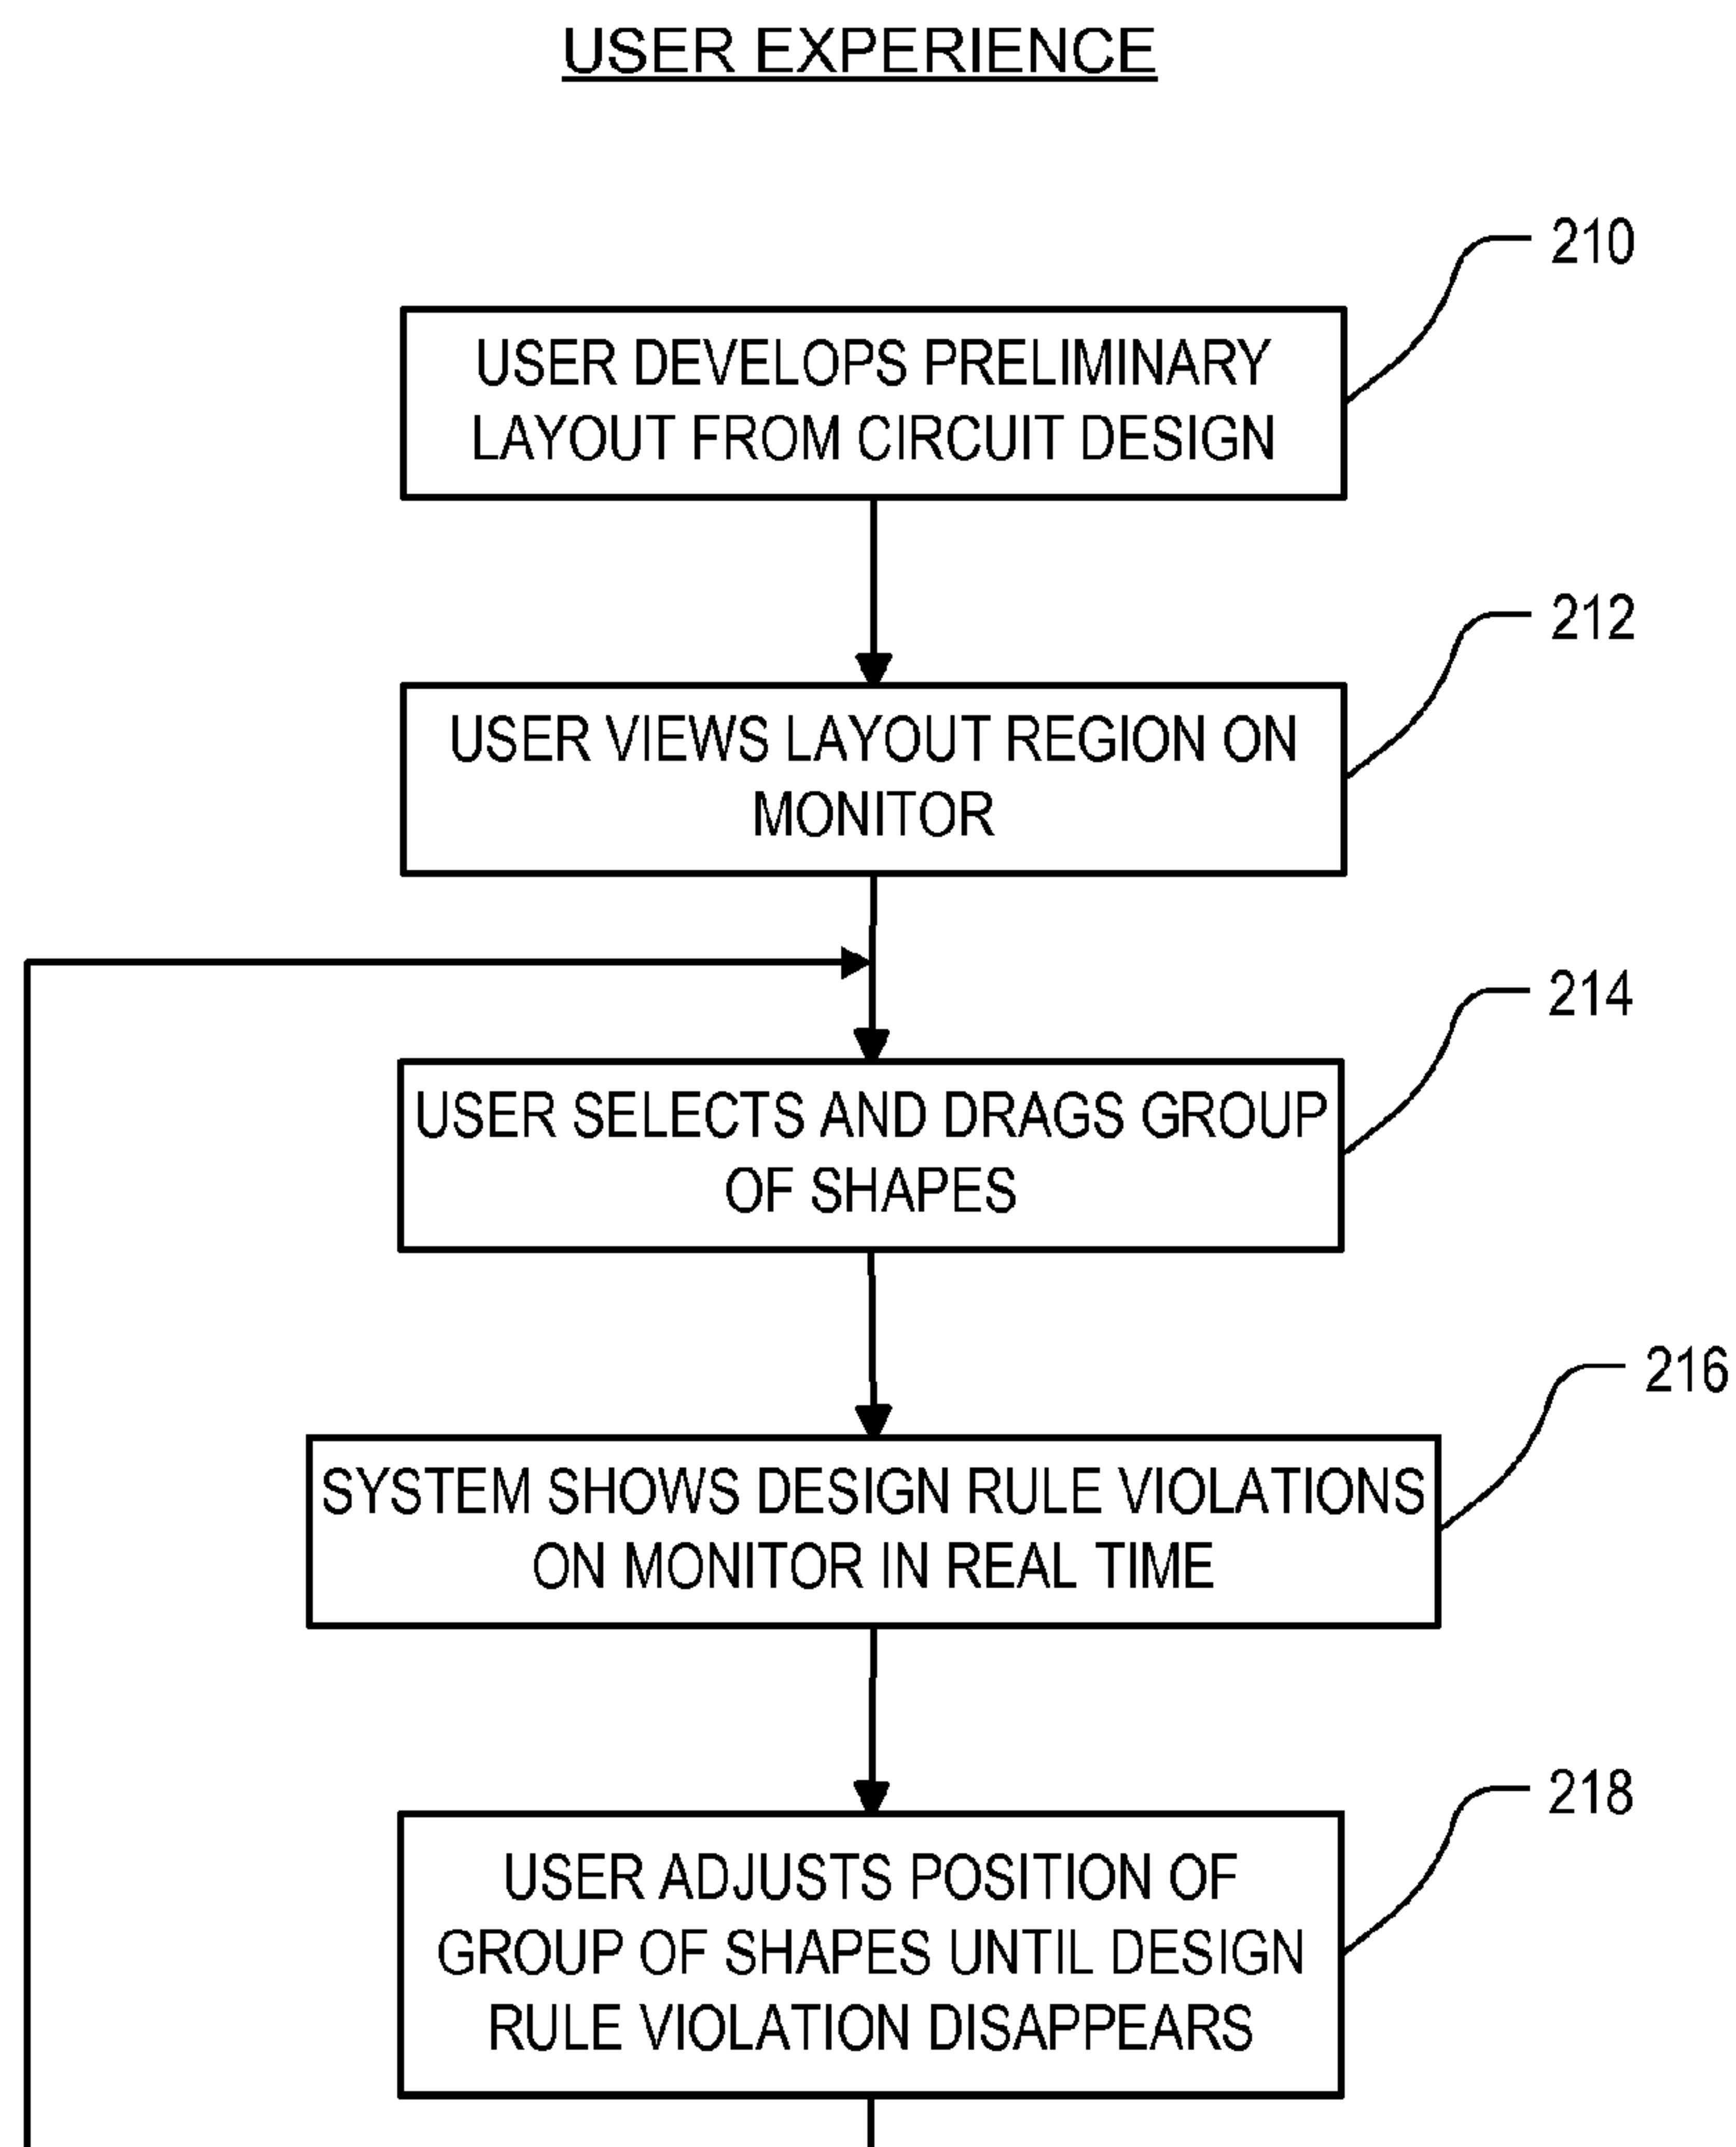 USER EXPERIENCE
210
USER DEVELOPS PRELIMINARY
LAYOUT FROM CIRCUIT DESIGN
212
USER VIEWS LAYOUT REGION ON
MONITOR
214
USER SELECTS AND DRAGS GROUP
OF SHAPES
216
SYSTEM SHOWS DESIGN RULE VIOLATIONS
ON MONITOR IN REAL TIME
218
USER ADJUSTS POSITION OF
GROUP OF SHAPES UNTIL DESIGN
RULE VIOLATION DISAPPEARS